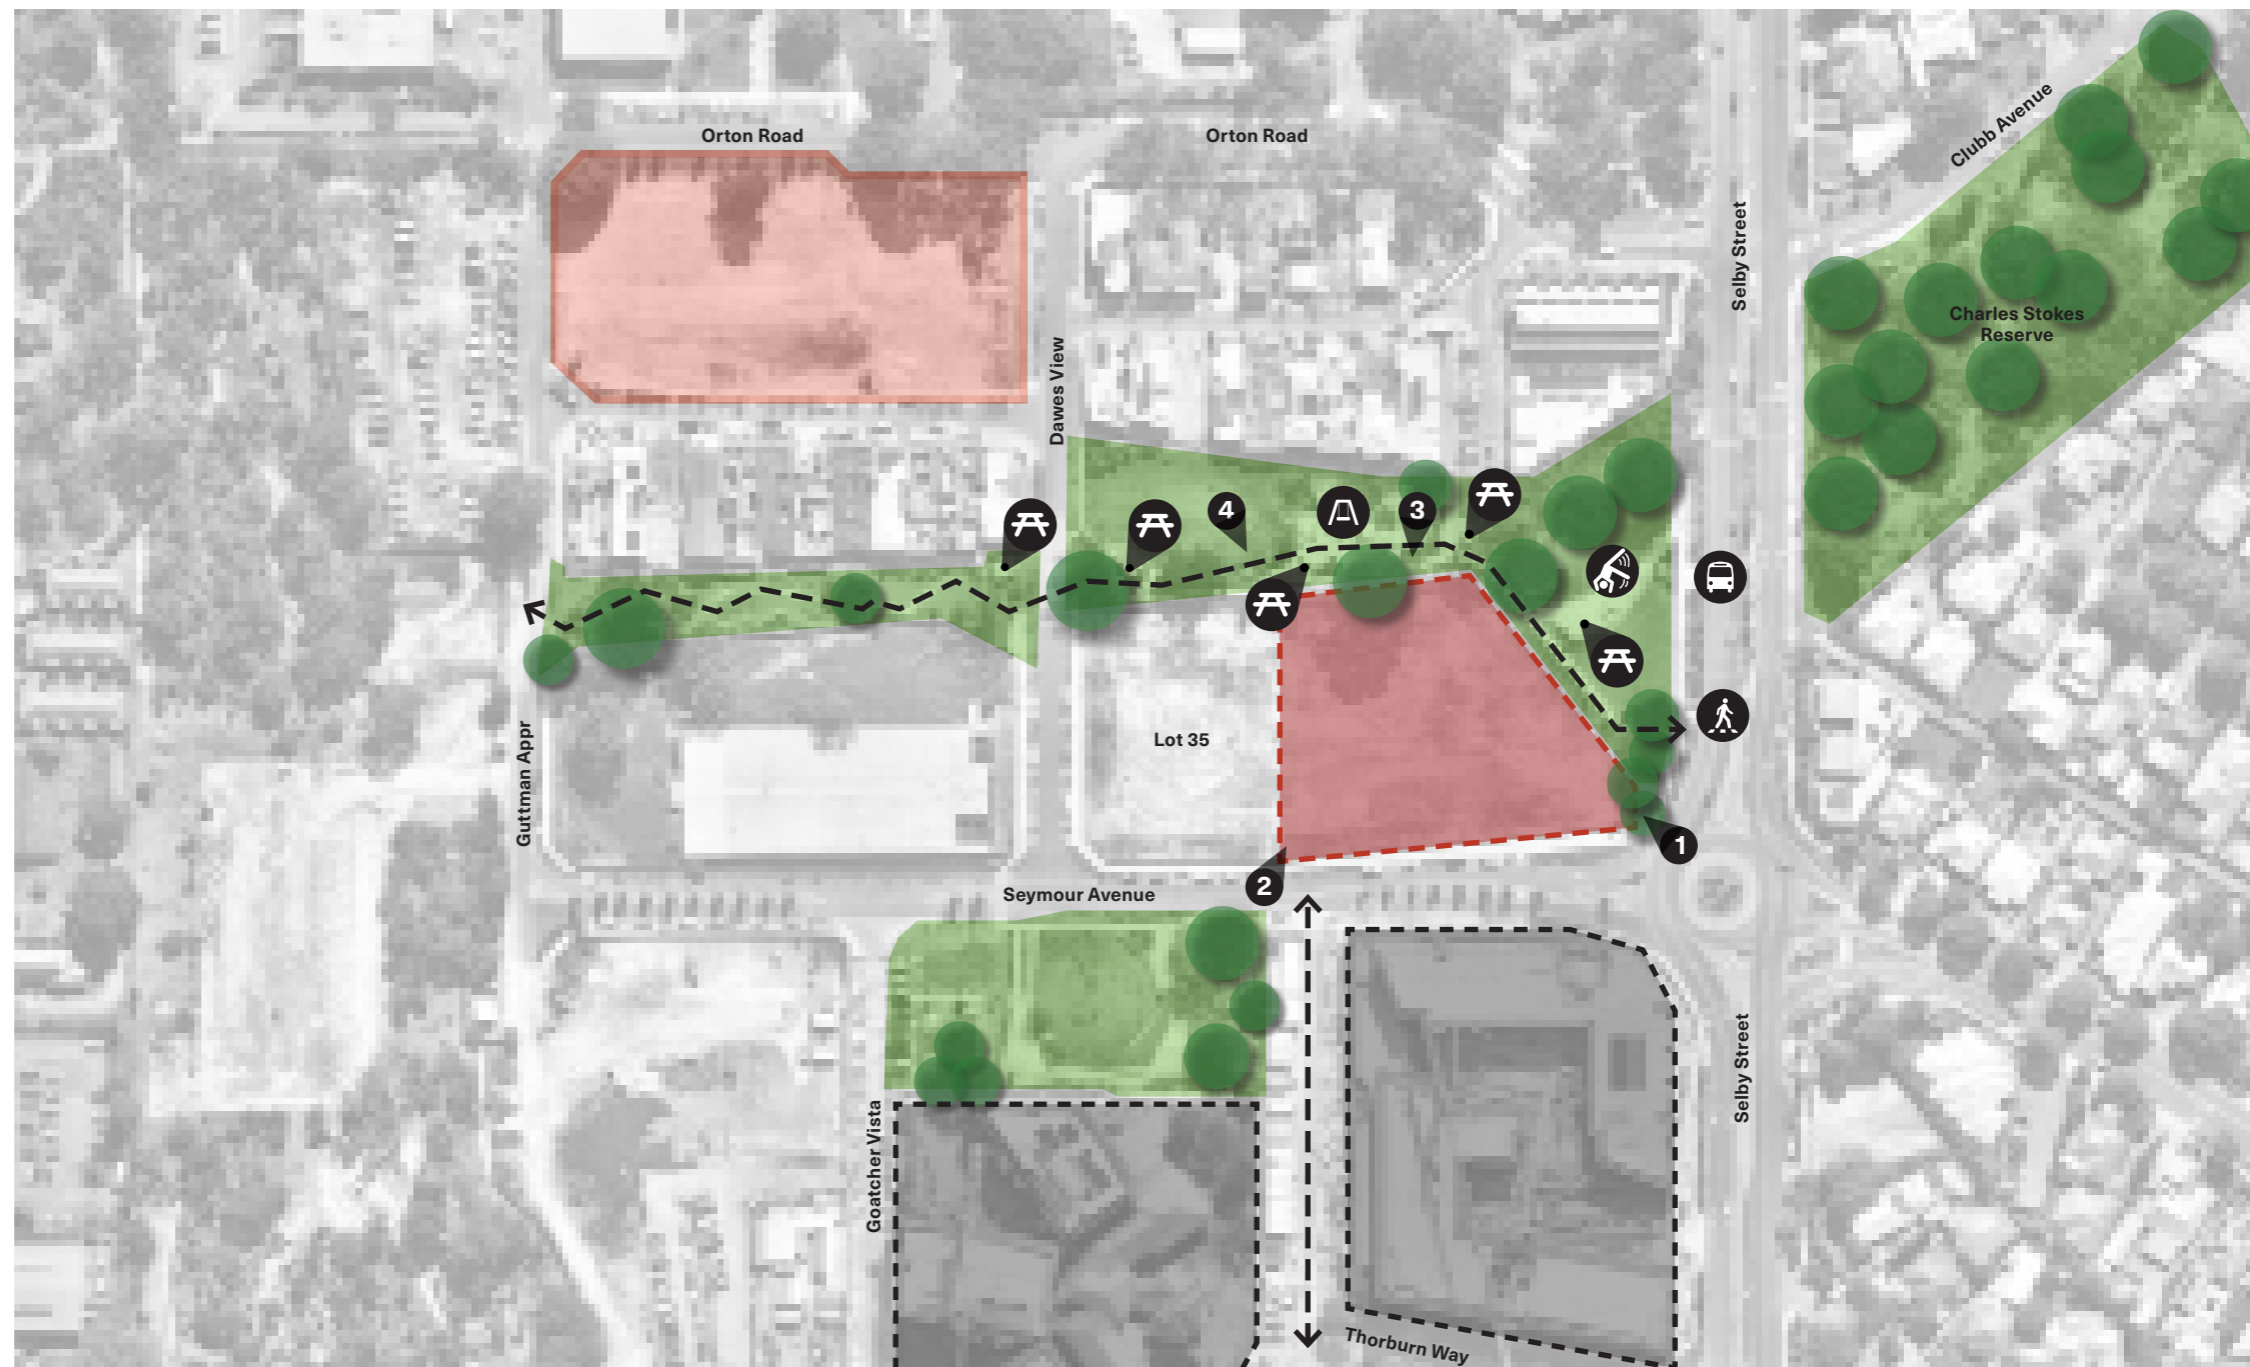 Orton Road
Orton Road
Clubb Avenue
Selby Street
Charles Stokes
Reserve
Dawes View
4
3
Guttman Appr
Lot 35
1
2
Seymour Avenue
Goatcher Vista
Selby Street
Thorburn Way